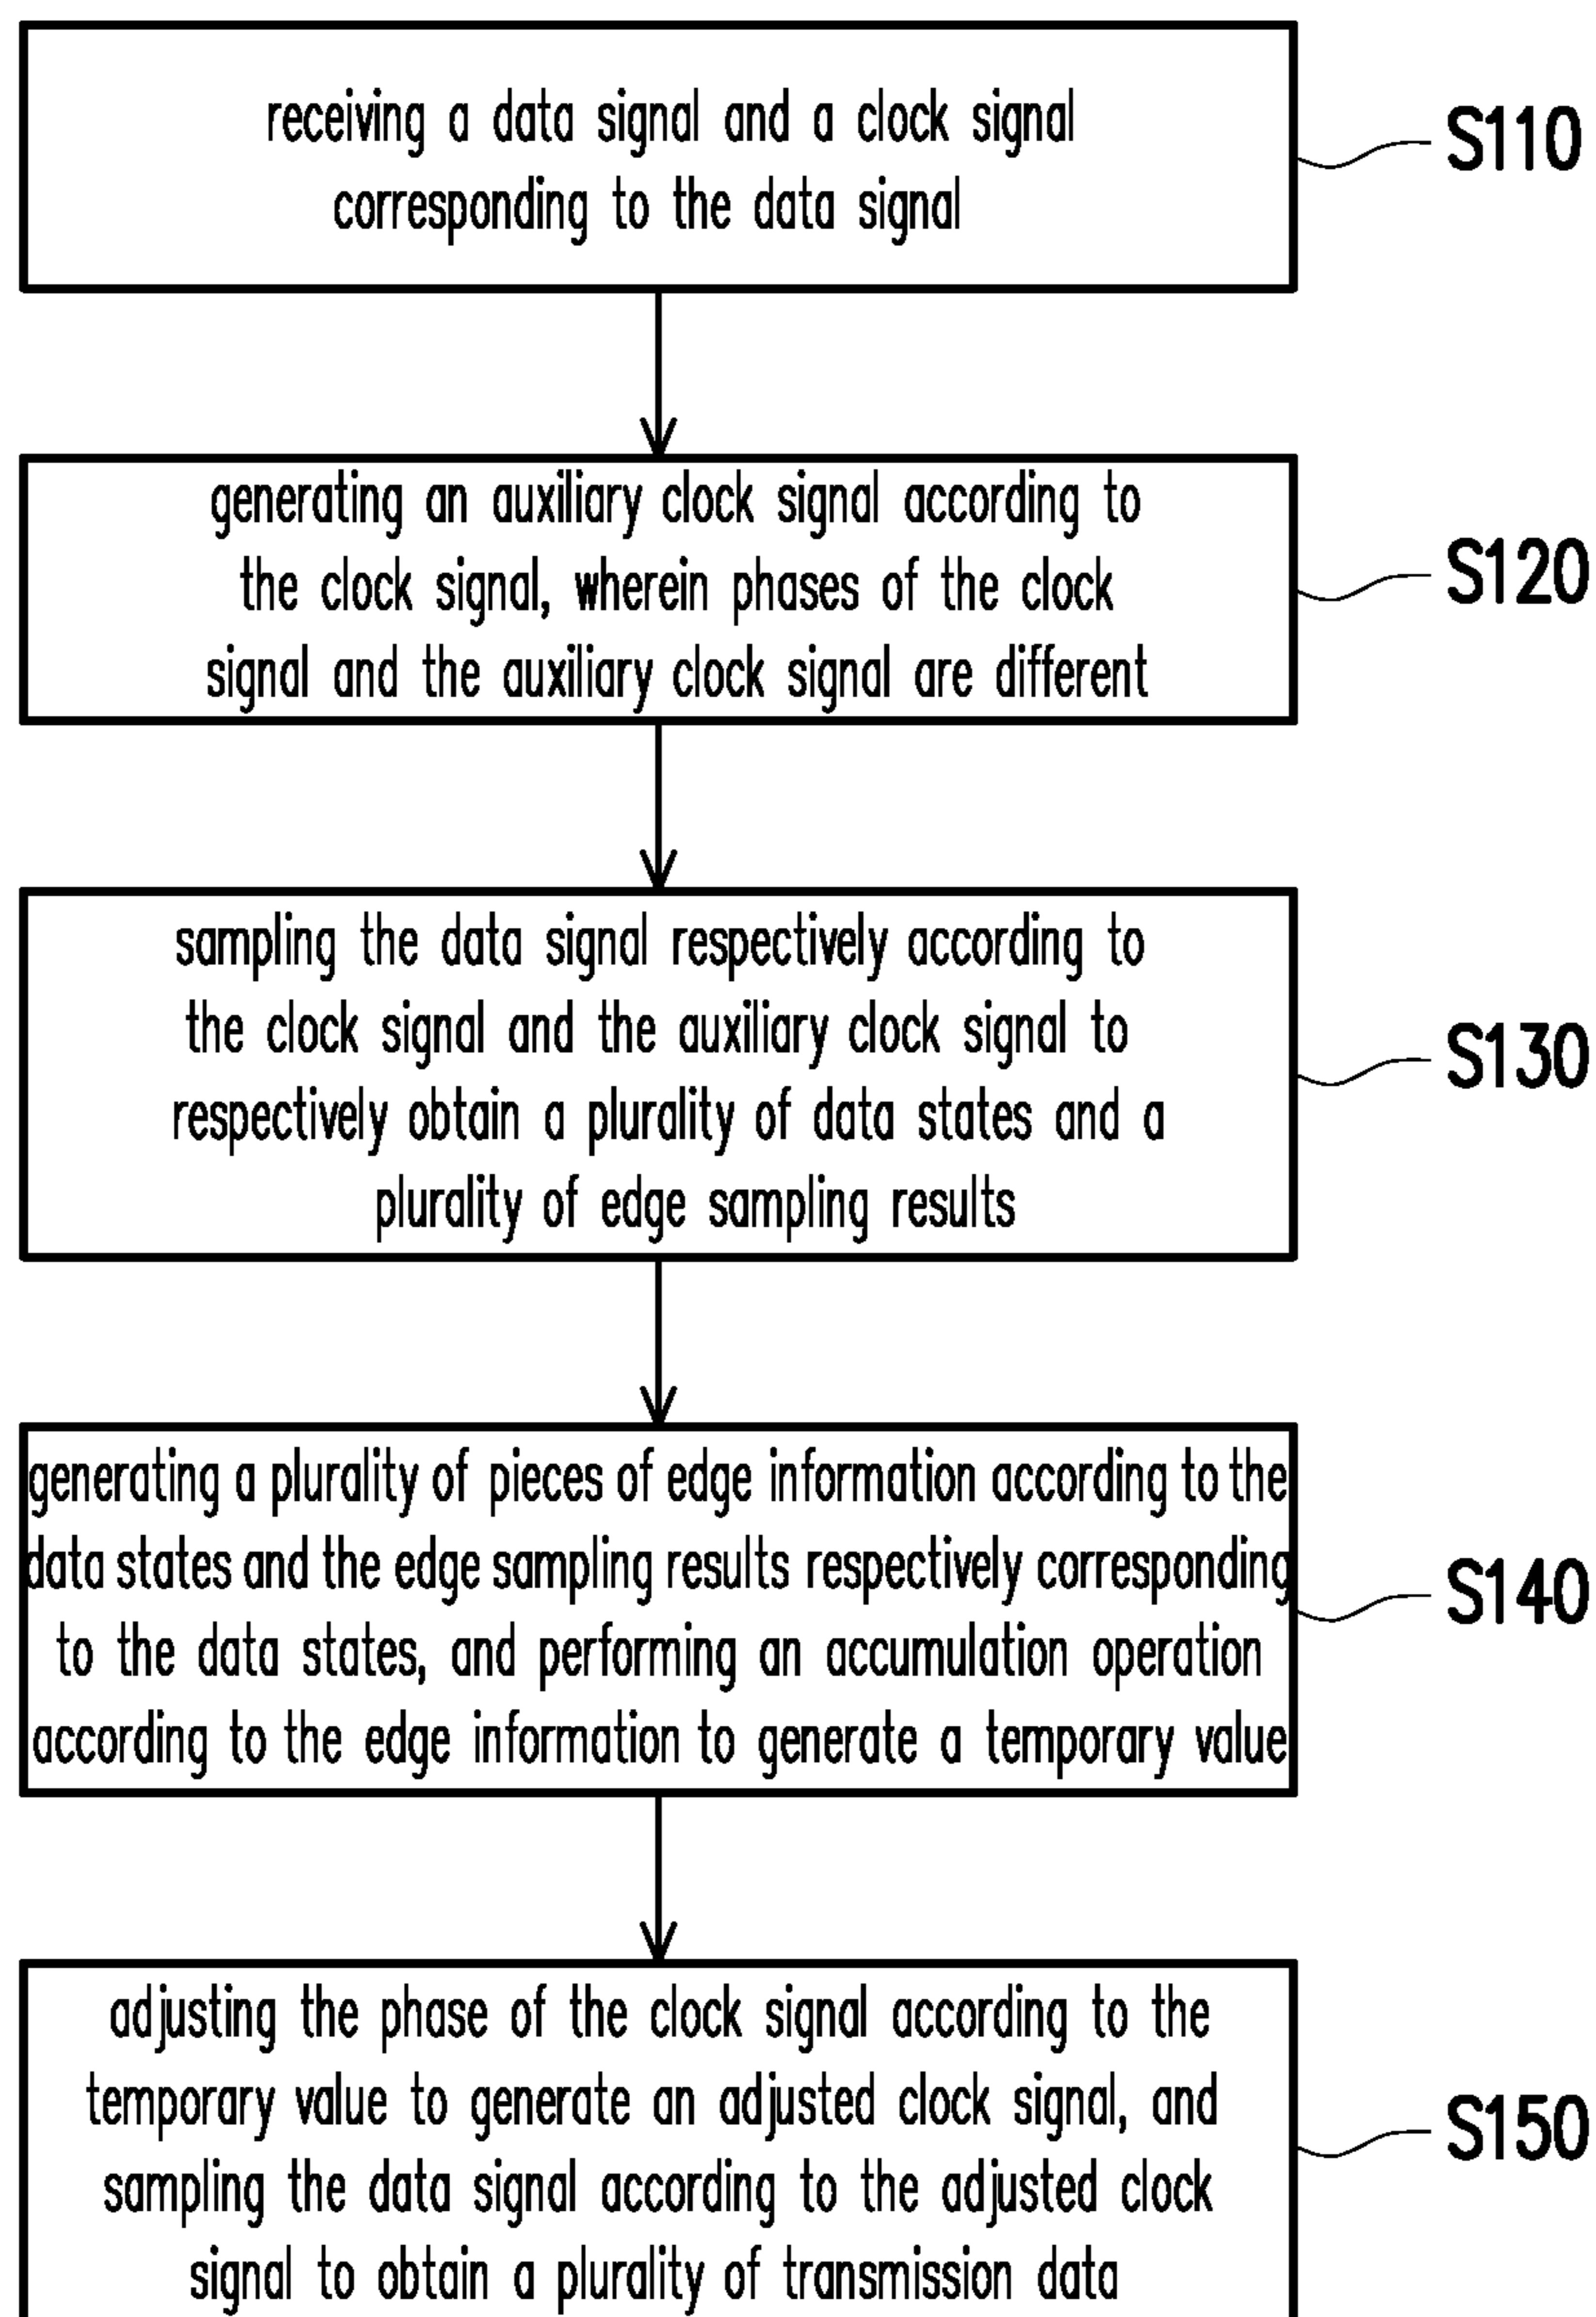 receiving a data signal and a clock signal
corresponding to the data signal
S110
generating an auxiliary clock signal according to
the clock signal, wherein phases of the clock
signal and the auxiliary clock signal are different
S120
sampling the data signal respectively according to
the clock signal and the auxiliary clock signal to
respectively obtain a plurality of data states and a
plurality of edge sampling results
S130
generating a plurality of pieces of edge information according to the
data states and the edge sampling results respectively corresponding
to the data states, and performing an accumulation operation
according to the edge information to generate a temporary value
S140
adjusting the phase of the clock signal according to the
temporary value to generate an adjusted clock signal, and
sampling the data signal according to the adjusted clock
signal to obtain a plurality of transmission data
S150